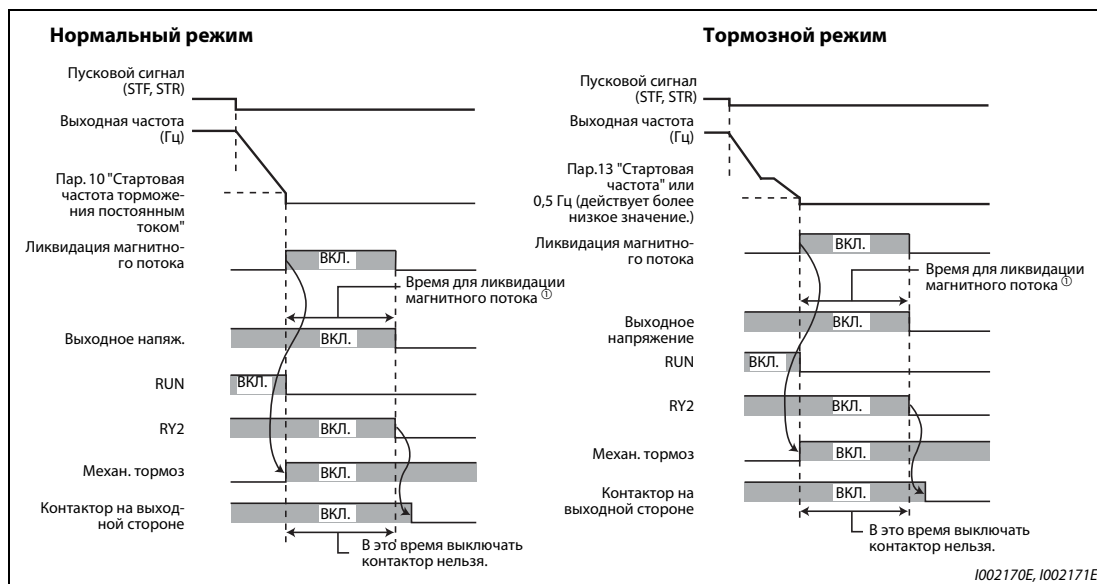 Нормальный режим
Пусковой сигнал
(STF, STR)
Выходная частота
(Гц)
Пар. 10 "Стартовая
частота торможе-
ния постоянным
током"
Ликвидация магнитно-
го потока
ВКЛ.
Время для ликвидации
магнитного потока ①
Выходное напяж.
ВКЛ.
RUN
ВКЛ.
RY2
ВКЛ.
Механ. тормоз
ВКЛ.
Контактор на выход-
ной стороне
ВКЛ.
В это время выключать
контактор нельзя.
Тормозной режим
Пусковой сигнал
(STF, STR)
Выходная частота
(Гц)
Пар.13 "Стартовая
частота" или
0,5 Гц (действует более
низкое значение.)
Ликвидация магнитно-
го потока
ВКЛ.
Время для ликвидации
магнитного потока ①
Выходное
напряжение
ВКЛ.
RUN
ВКЛ.
RY2
ВКЛ.
Механ. тормоз
ВКЛ.
Контактор на
выходной стороне
ВКЛ.
В это время выключать
контактор нельзя.
I002170E, I002171E